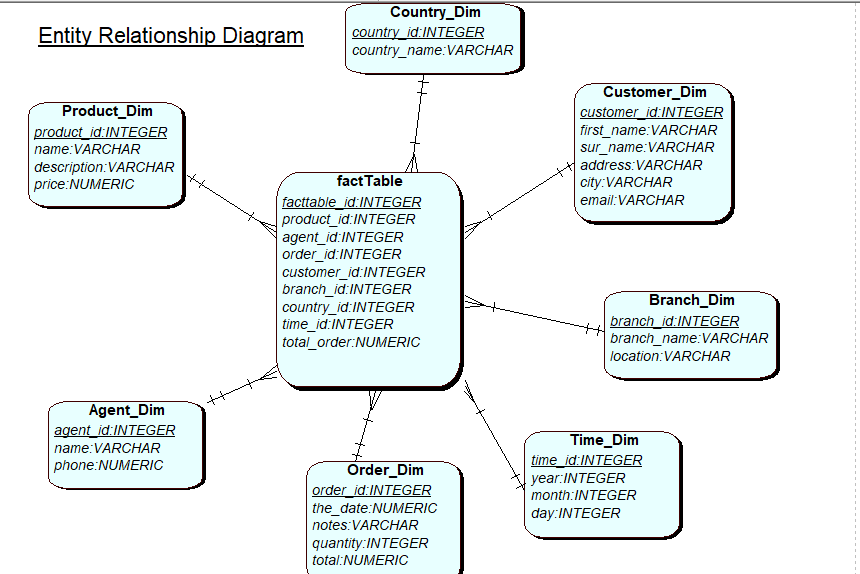 Entity Relationship Diagram
Country_Dim
country_id:INTEGER
country_name:VARCHAR
Product_Dim
product_id:INTEGER
name:VARCHAR
description:VARCHAR
price:NUMERIC
Customer_Dim
customer_id:INTEGER
first_name:VARCHAR
sur_name:VARCHAR
address:VARCHAR
city:VARCHAR
email:VARCHAR
factTable
facttable_id:INTEGER
product_id:INTEGER
agent_id:INTEGER
order_id:INTEGER
customer_id:INTEGER
branch_id:INTEGER
country_id:INTEGER
time_id:INTEGER
total_order:NUMERIC
Branch_Dim
branch_id:INTEGER
branch_name:VARCHAR
location:VARCHAR
Agent_Dim
agent_id:INTEGER
name:VARCHAR
phone:NUMERIC
Order_Dim
order_id:INTEGER
the_date:NUMERIC
notes:VARCHAR
quantity:INTEGER
total:NUMERIC
Time_Dim
time_id:INTEGER
year:INTEGER
month:INTEGER
day:INTEGER